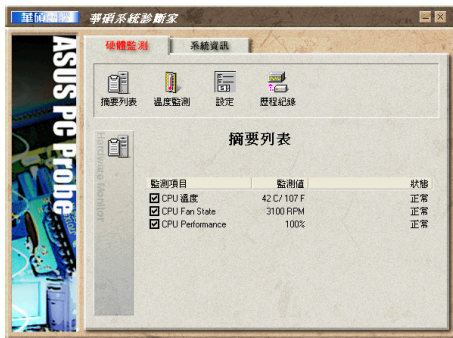 華碩電腦 華碩系統診斷家
硬體監測 系統資訊
摘要列表 溫度監測 設定 歷程紀錄
ASUS PC Probe
Hardware Monitor
摘要列表
監測項目 監測值 狀態
CPU 溫度 42 C/ 107 F 正常
CPU Fan State 3100 RPM 正常
CPU Performance 100% 正常